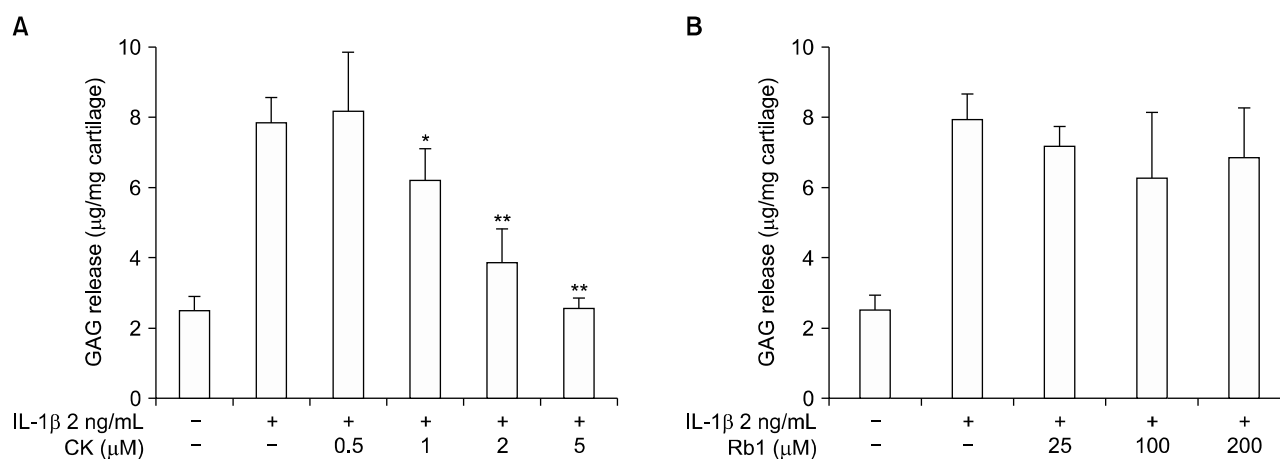 A
GAG release (μg/mg cartilage)
10
8
6
4
2
0
*
**
**
IL-1β 2 ng/mL – + + + + +
CK (μM) – – 0.5 1 2 5
B
GAG release (μg/mg cartilage)
10
8
6
4
2
0
IL-1β 2 ng/mL – + + + +
Rb1 (μM) – – 25 100 200